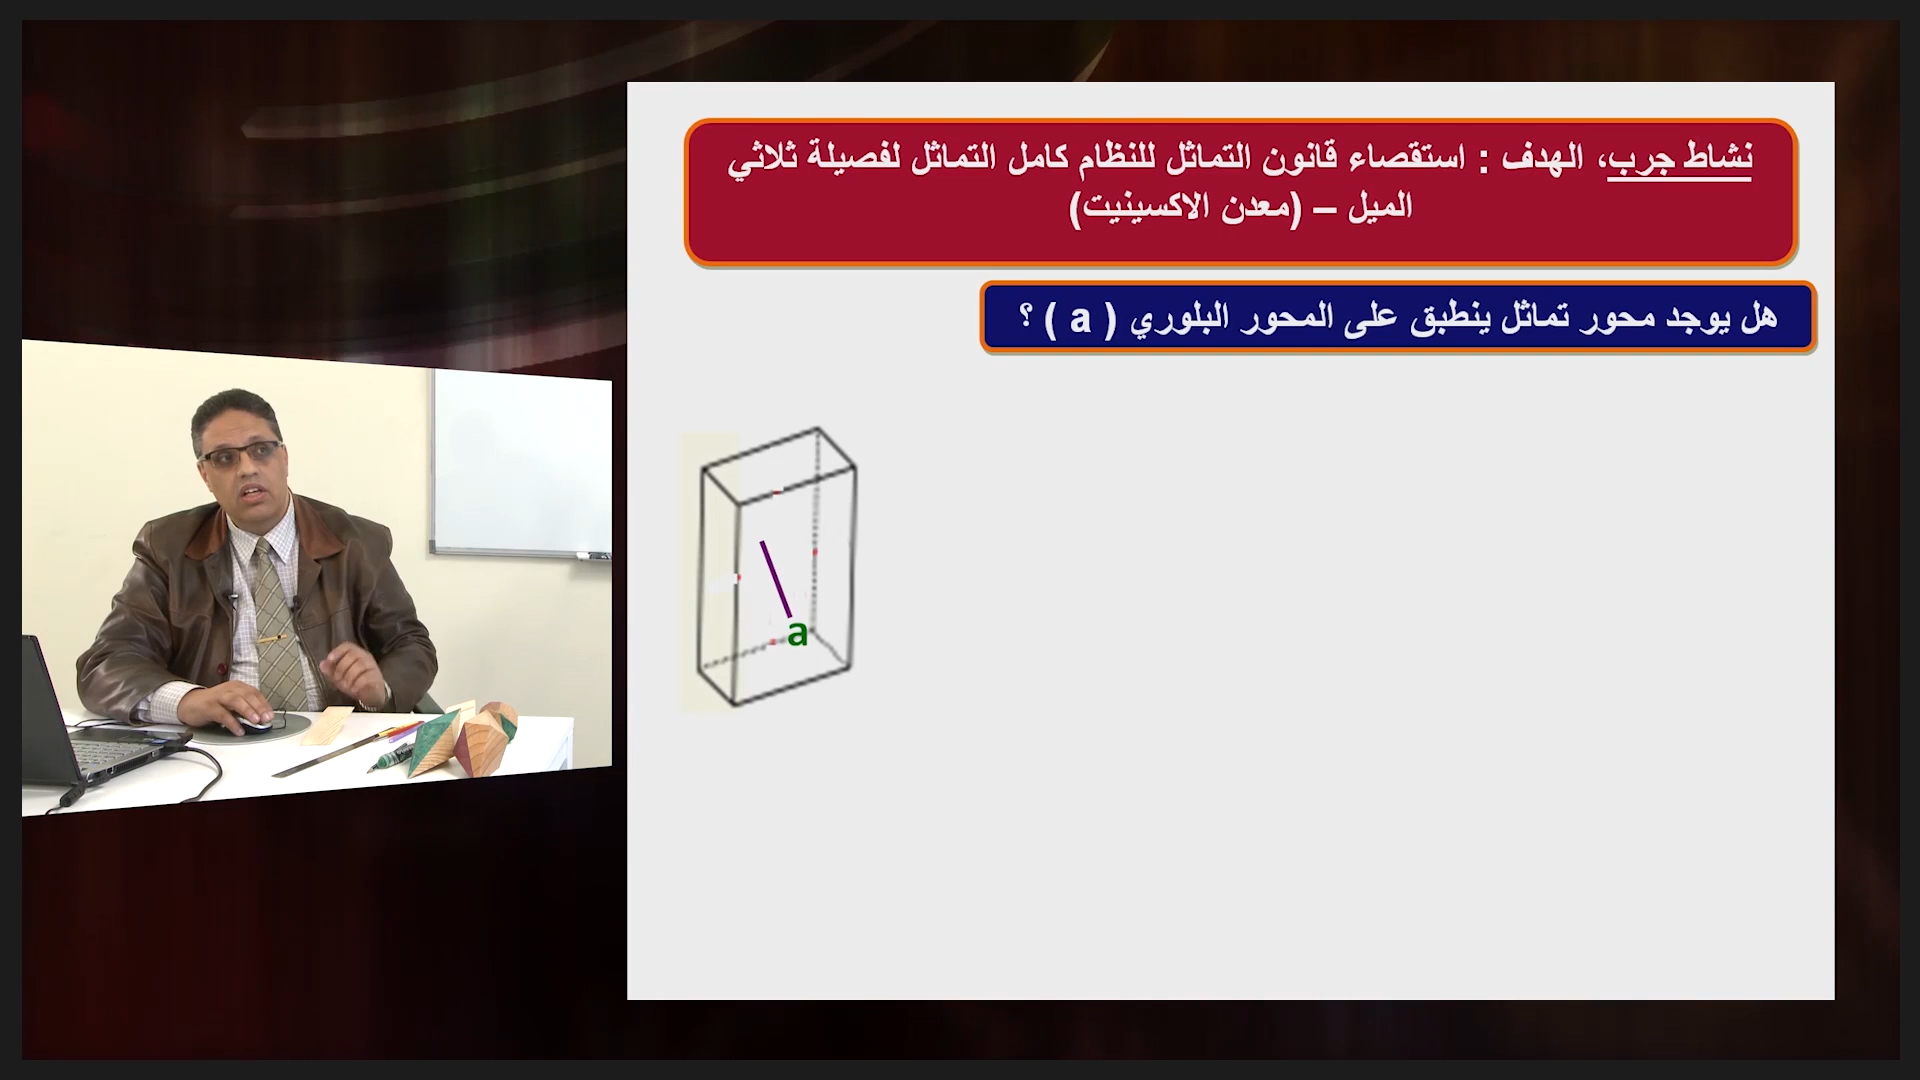 نشاط جرب، الهدف : استقصاء قانون التماثل للنظام كامل التماثل لفصيلة ثلاثي
الميل – (معدن الاكسينيت)
هل يوجد محور تماثل ينطبق على المحور البلوري ( a ) ؟
a